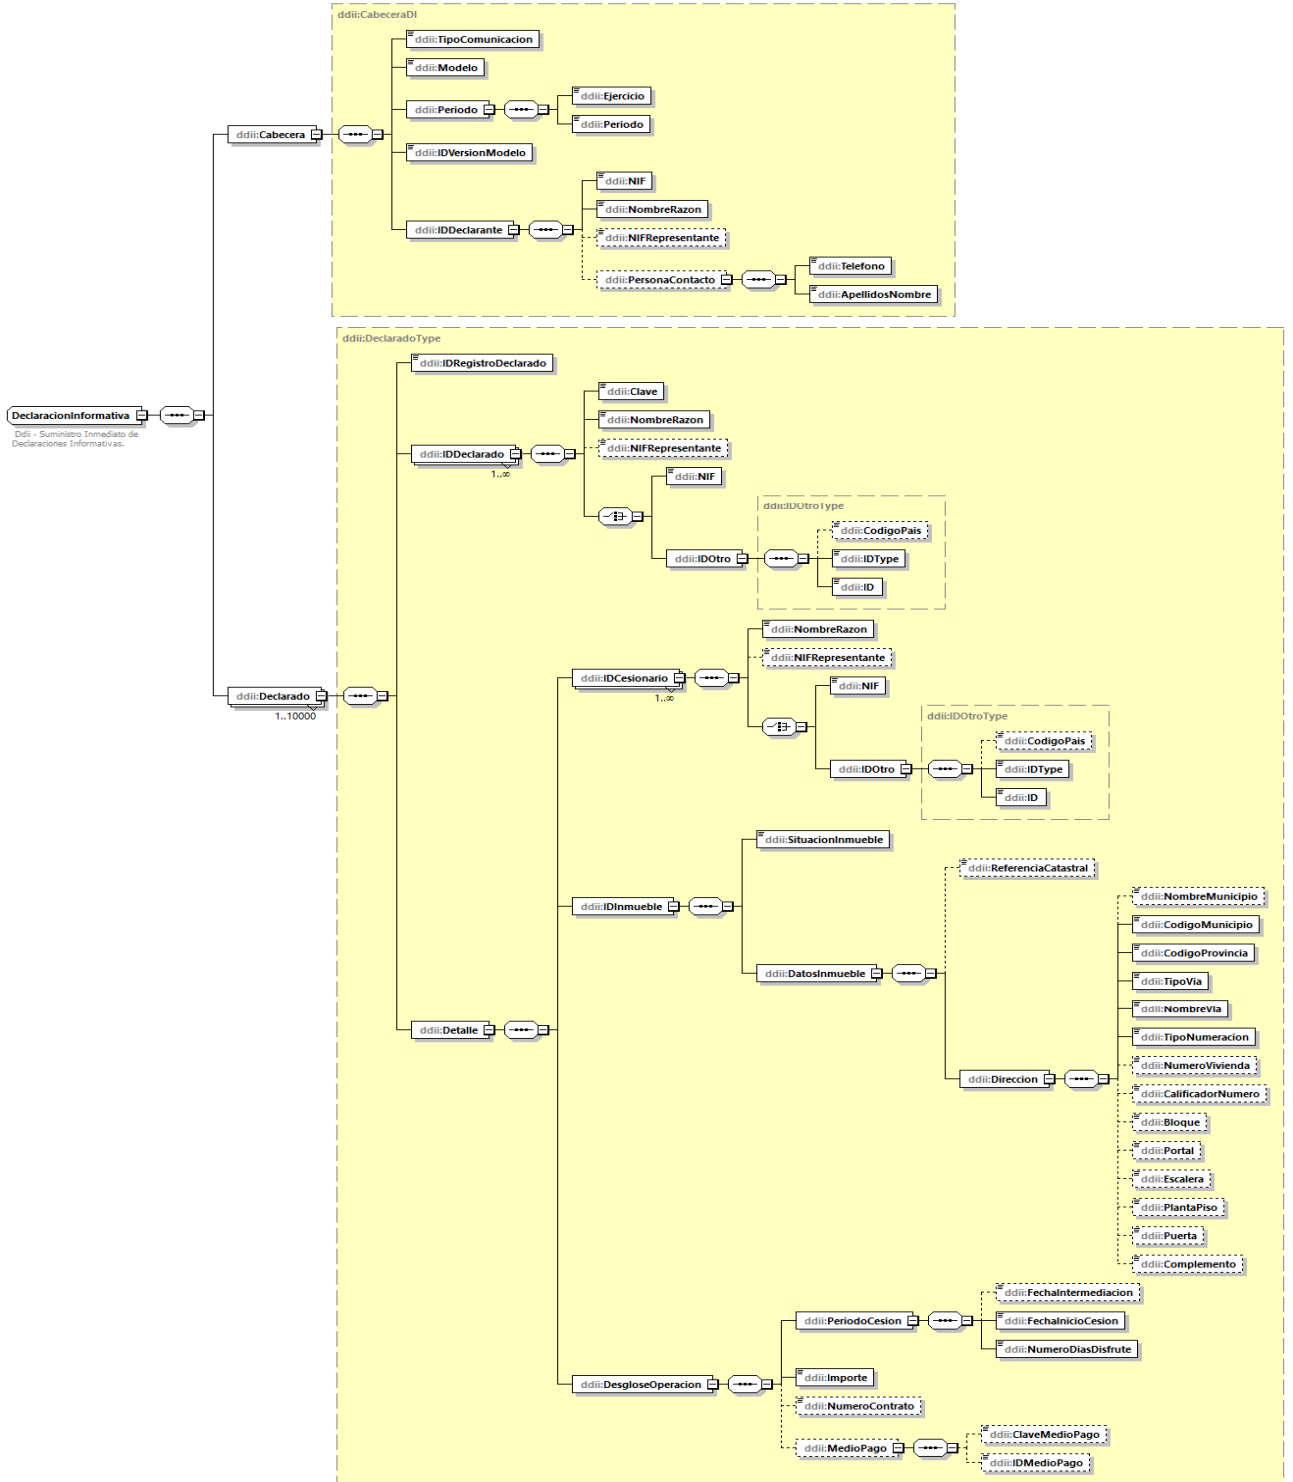 ddii:CabeceraDI
ddii:TipoComunicacion
ddii:Modelo
ddii:Periodo
ddii:Ejercicio
ddii:Periodo
ddii:Cabecera
ddii:IDVersionModelo
ddii:IDDeclarante
ddii:NIF
ddii:NombreRazon
ddii:NIFRepresentante
ddii:PersonaContacto
ddii:Telefono
ddii:ApellidosNombre
DeclaracionInformativa
Ddii - Suministro Inmediato de
Declaraciones Informativas.
ddii:Declarado
1..10000
ddii:DeclaradoType
ddii:IDRegistroDeclarado
ddii:IDDeclarado
1..∞
ddii:Clave
ddii:NombreRazon
ddii:NIFRepresentante
ddii:NIF
ddii:IDOtro
ddii:IDOtroType
ddii:CodigoPais
ddii:IDType
ddii:ID
ddii:Detalle
ddii:IDCesionario
1..∞
ddii:NombreRazon
ddii:NIFRepresentante
ddii:NIF
ddii:IDOtro
ddii:IDOtroType
ddii:CodigoPais
ddii:IDType
ddii:ID
ddii:IDInmueble
ddii:SituacionInmueble
ddii:DatosInmueble
ddii:ReferenciaCatastral
ddii:Direccion
ddii:NombreMunicipio
ddii:CodigoMunicipio
ddii:CodigoProvincia
ddii:TipoVia
ddii:NombreVia
ddii:TipoNumeracion
ddii:NumeroVivienda
ddii:CalificadorNumero
ddii:Bloque
ddii:Portal
ddii:Escalera
ddii:PlantaPiso
ddii:Puerta
ddii:Complemento
ddii:DesgloseOperacion
ddii:PeriodoCesion
ddii:FechaIntermediacion
ddii:FechaInicioCesion
ddii:NumeroDiasDisfrute
ddii:Importe
ddii:NumeroContrato
ddii:MedioPago
ddii:ClaveMedioPago
ddii:IDMedioPago